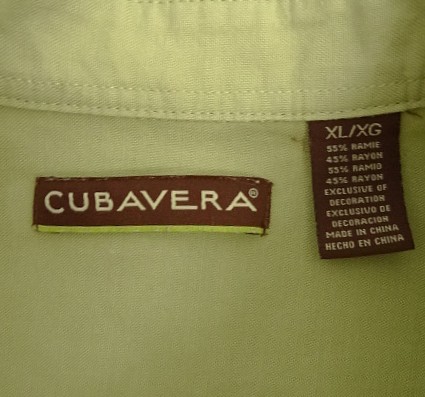 CUBAVERA®
XL/XG
55% RAMIE
45% RAYON
55% RAMIO
45% RAYON
EXCLUSIVE OF
DECORATION
EXCLUSIVO DE
DECORACION
MADE IN CHINA
HECHO EN CHINA